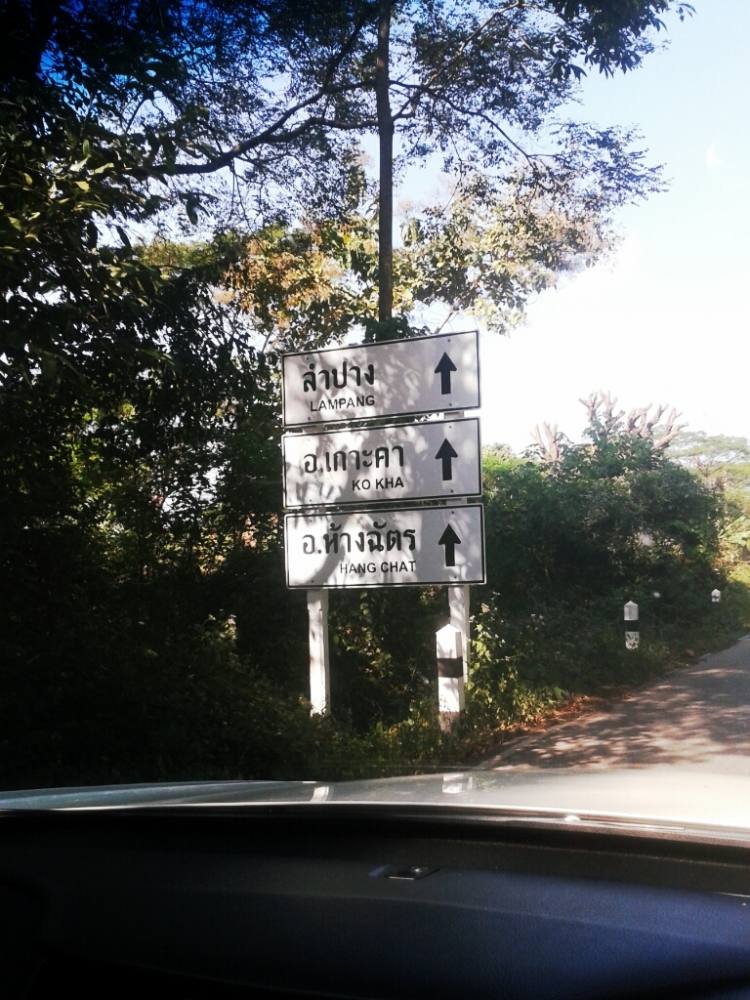 ลำปาง
LAMPANG
อ.เกาะคา
KO KHA
อ.ห้างฉัตร
HANG CHAT